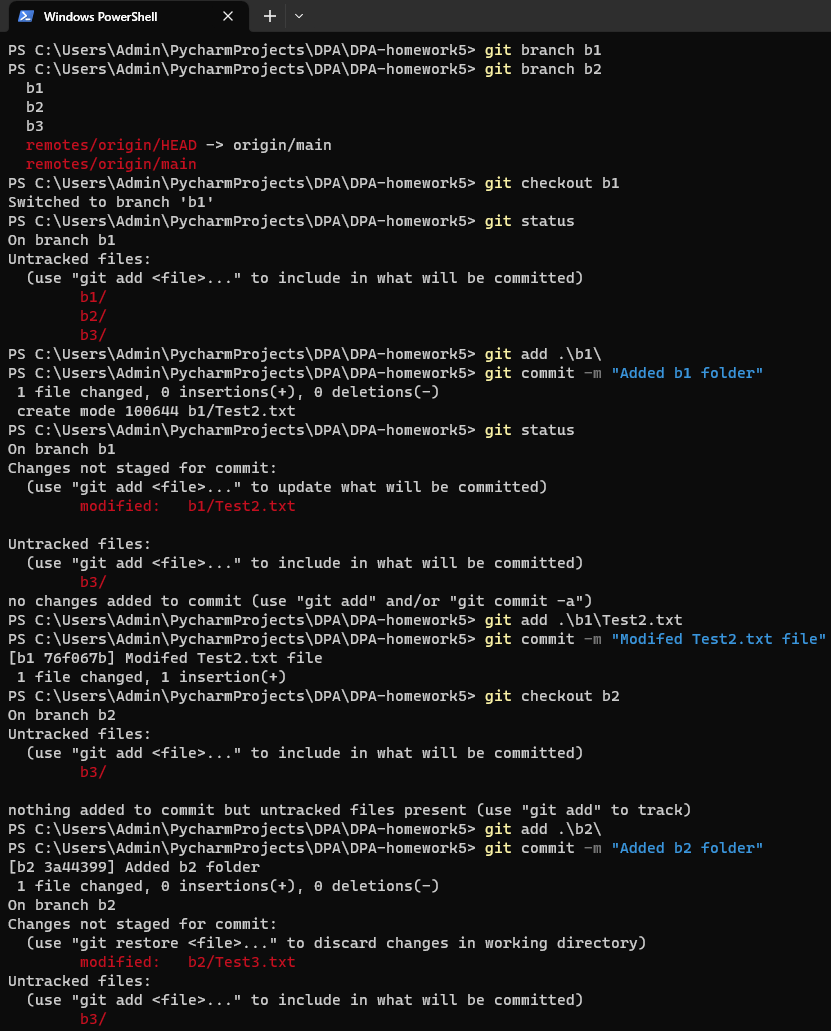 Windows PowerShell
PS C:\Users\Admin\PycharmProjects\DPA\DPA-homework5> git branch b1
PS C:\Users\Admin\PycharmProjects\DPA\DPA-homework5> git branch b2
b1
b2
b3
remotes/origin/HEAD -> origin/main
remotes/origin/main
PS C:\Users\Admin\PycharmProjects\DPA\DPA-homework5> git checkout b1
Switched to branch 'b1'
PS C:\Users\Admin\PycharmProjects\DPA\DPA-homework5> git status
On branch b1
Untracked files:
(use "git add <file>..." to include in what will be committed)
b1/
b2/
b3/
PS C:\Users\Admin\PycharmProjects\DPA\DPA-homework5> git add .\b1\
PS C:\Users\Admin\PycharmProjects\DPA\DPA-homework5> git commit -m "Added b1 folder"
1 file changed, 0 insertions(+), 0 deletions(-)
create mode 100644 b1/Test2.txt
PS C:\Users\Admin\PycharmProjects\DPA\DPA-homework5> git status
On branch b1
Changes not staged for commit:
(use "git add <file>..." to update what will be committed)
modified:   b1/Test2.txt
Untracked files:
(use "git add <file>..." to include in what will be committed)
b3/
no changes added to commit (use "git add" and/or "git commit -a")
PS C:\Users\Admin\PycharmProjects\DPA\DPA-homework5> git add .\b1\Test2.txt
PS C:\Users\Admin\PycharmProjects\DPA\DPA-homework5> git commit -m "Modifed Test2.txt file"
[b1 76f067b] Modifed Test2.txt file
1 file changed, 1 insertion(+)
PS C:\Users\Admin\PycharmProjects\DPA\DPA-homework5> git checkout b2
On branch b2
Untracked files:
(use "git add <file>..." to include in what will be committed)
b3/
nothing added to commit but untracked files present (use "git add" to track)
PS C:\Users\Admin\PycharmProjects\DPA\DPA-homework5> git add .\b2\
PS C:\Users\Admin\PycharmProjects\DPA\DPA-homework5> git commit -m "Added b2 folder"
[b2 3a44399] Added b2 folder
1 file changed, 0 insertions(+), 0 deletions(-)
On branch b2
Changes not staged for commit:
(use "git restore <file>..." to discard changes in working directory)
modified:   b2/Test3.txt
Untracked files:
(use "git add <file>..." to include in what will be committed)
b3/